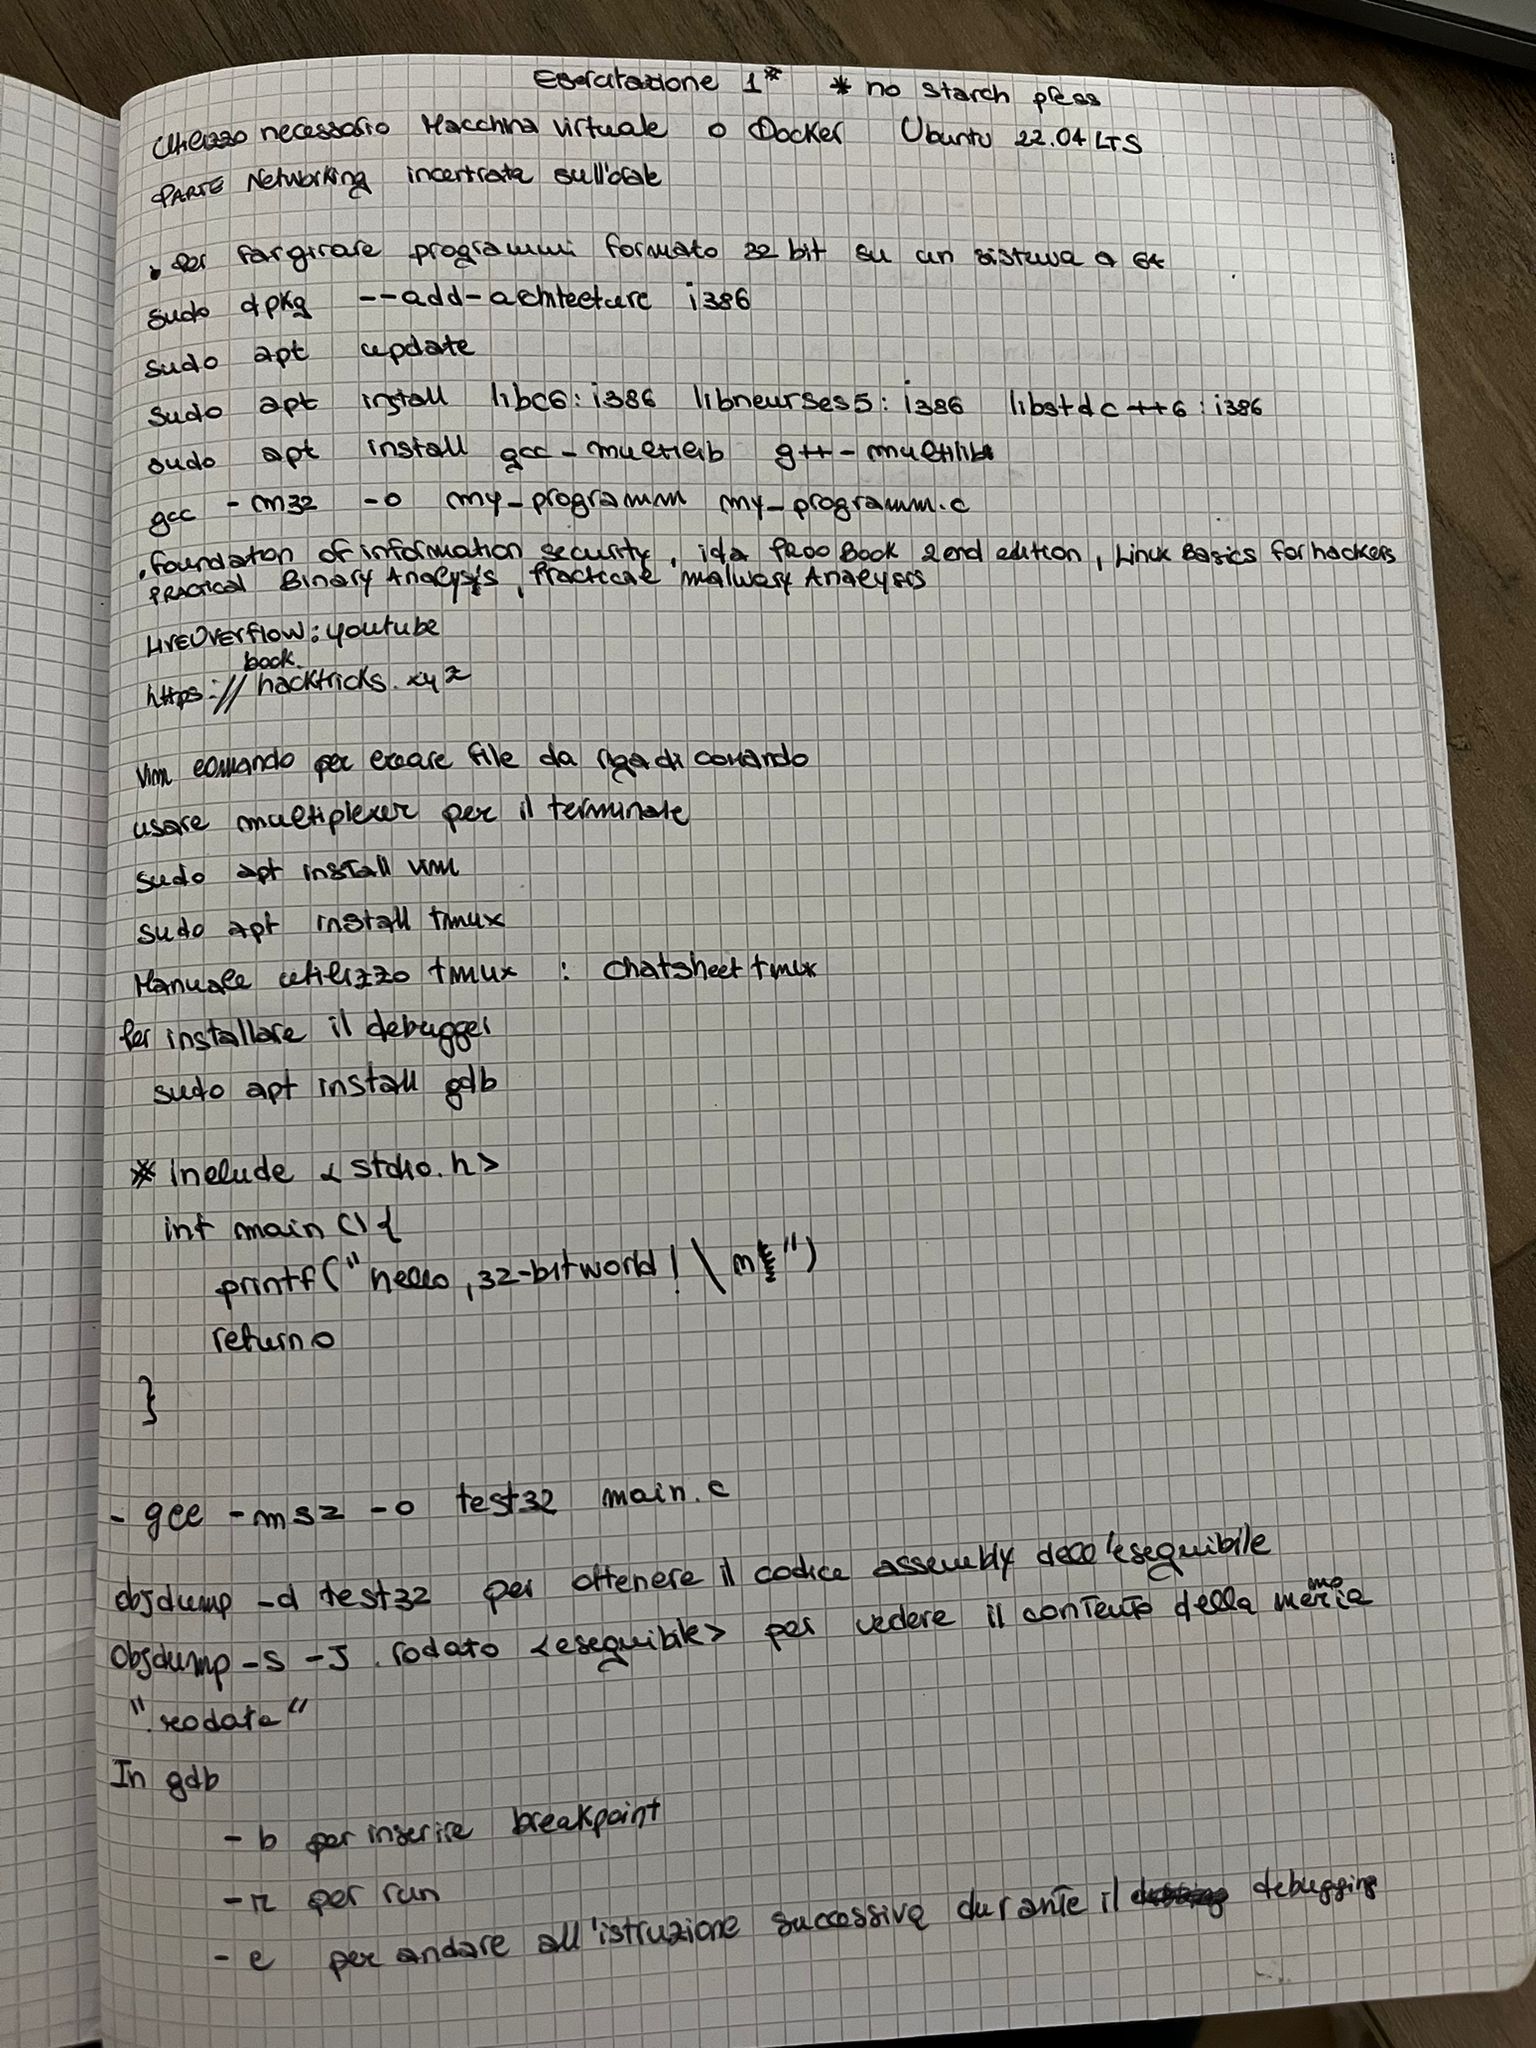 Esercitazione 1* * no starch press
Utilizzo necessario Macchina virtuale o Docker Ubuntu 22.04 LTS
PARTE Networking incentrata sull'orale
. Per far girare programmi formato 32 bit su un sistema a 64
sudo dpkg --add-achitecture i386
sudo apt update
sudo apt install libc6:i386 libncurses5:i386 libstdc++6:i386
sudo apt install gcc-multilib g++-multilib
gcc -m32 -o my_programm my_programm.c
. foundation of information security, ida pro Book 2end edition, Linux Basics for hackers
PRACTICAL Binary Analysis, Practical malware Analysis
LIVEOVERflow: youtube
https://book.hacktricks.xyz
Vim comando per creare file da riga di comando
usare multiplexer per il terminale
sudo apt install vim
sudo apt install tmux
Manuale utilizzo tmux : chatsheet tmux
Per installare il debugger
sudo apt install gdb
* include <stdio.h>
int main () {
printf("hello, 32-bit world! \n")
return 0
}
- gcc -m32 -o test32 main.c
objdump -d test32 per ottenere il codice assembly dell'eseguibile
Objdump -s -J .rodato <eseguibile> per vedere il contenuto della memoria
".rodata"
In gdb
- b per inserire breakpoint
- r per run
- c per andare all'istruzione successiva durante il debugging